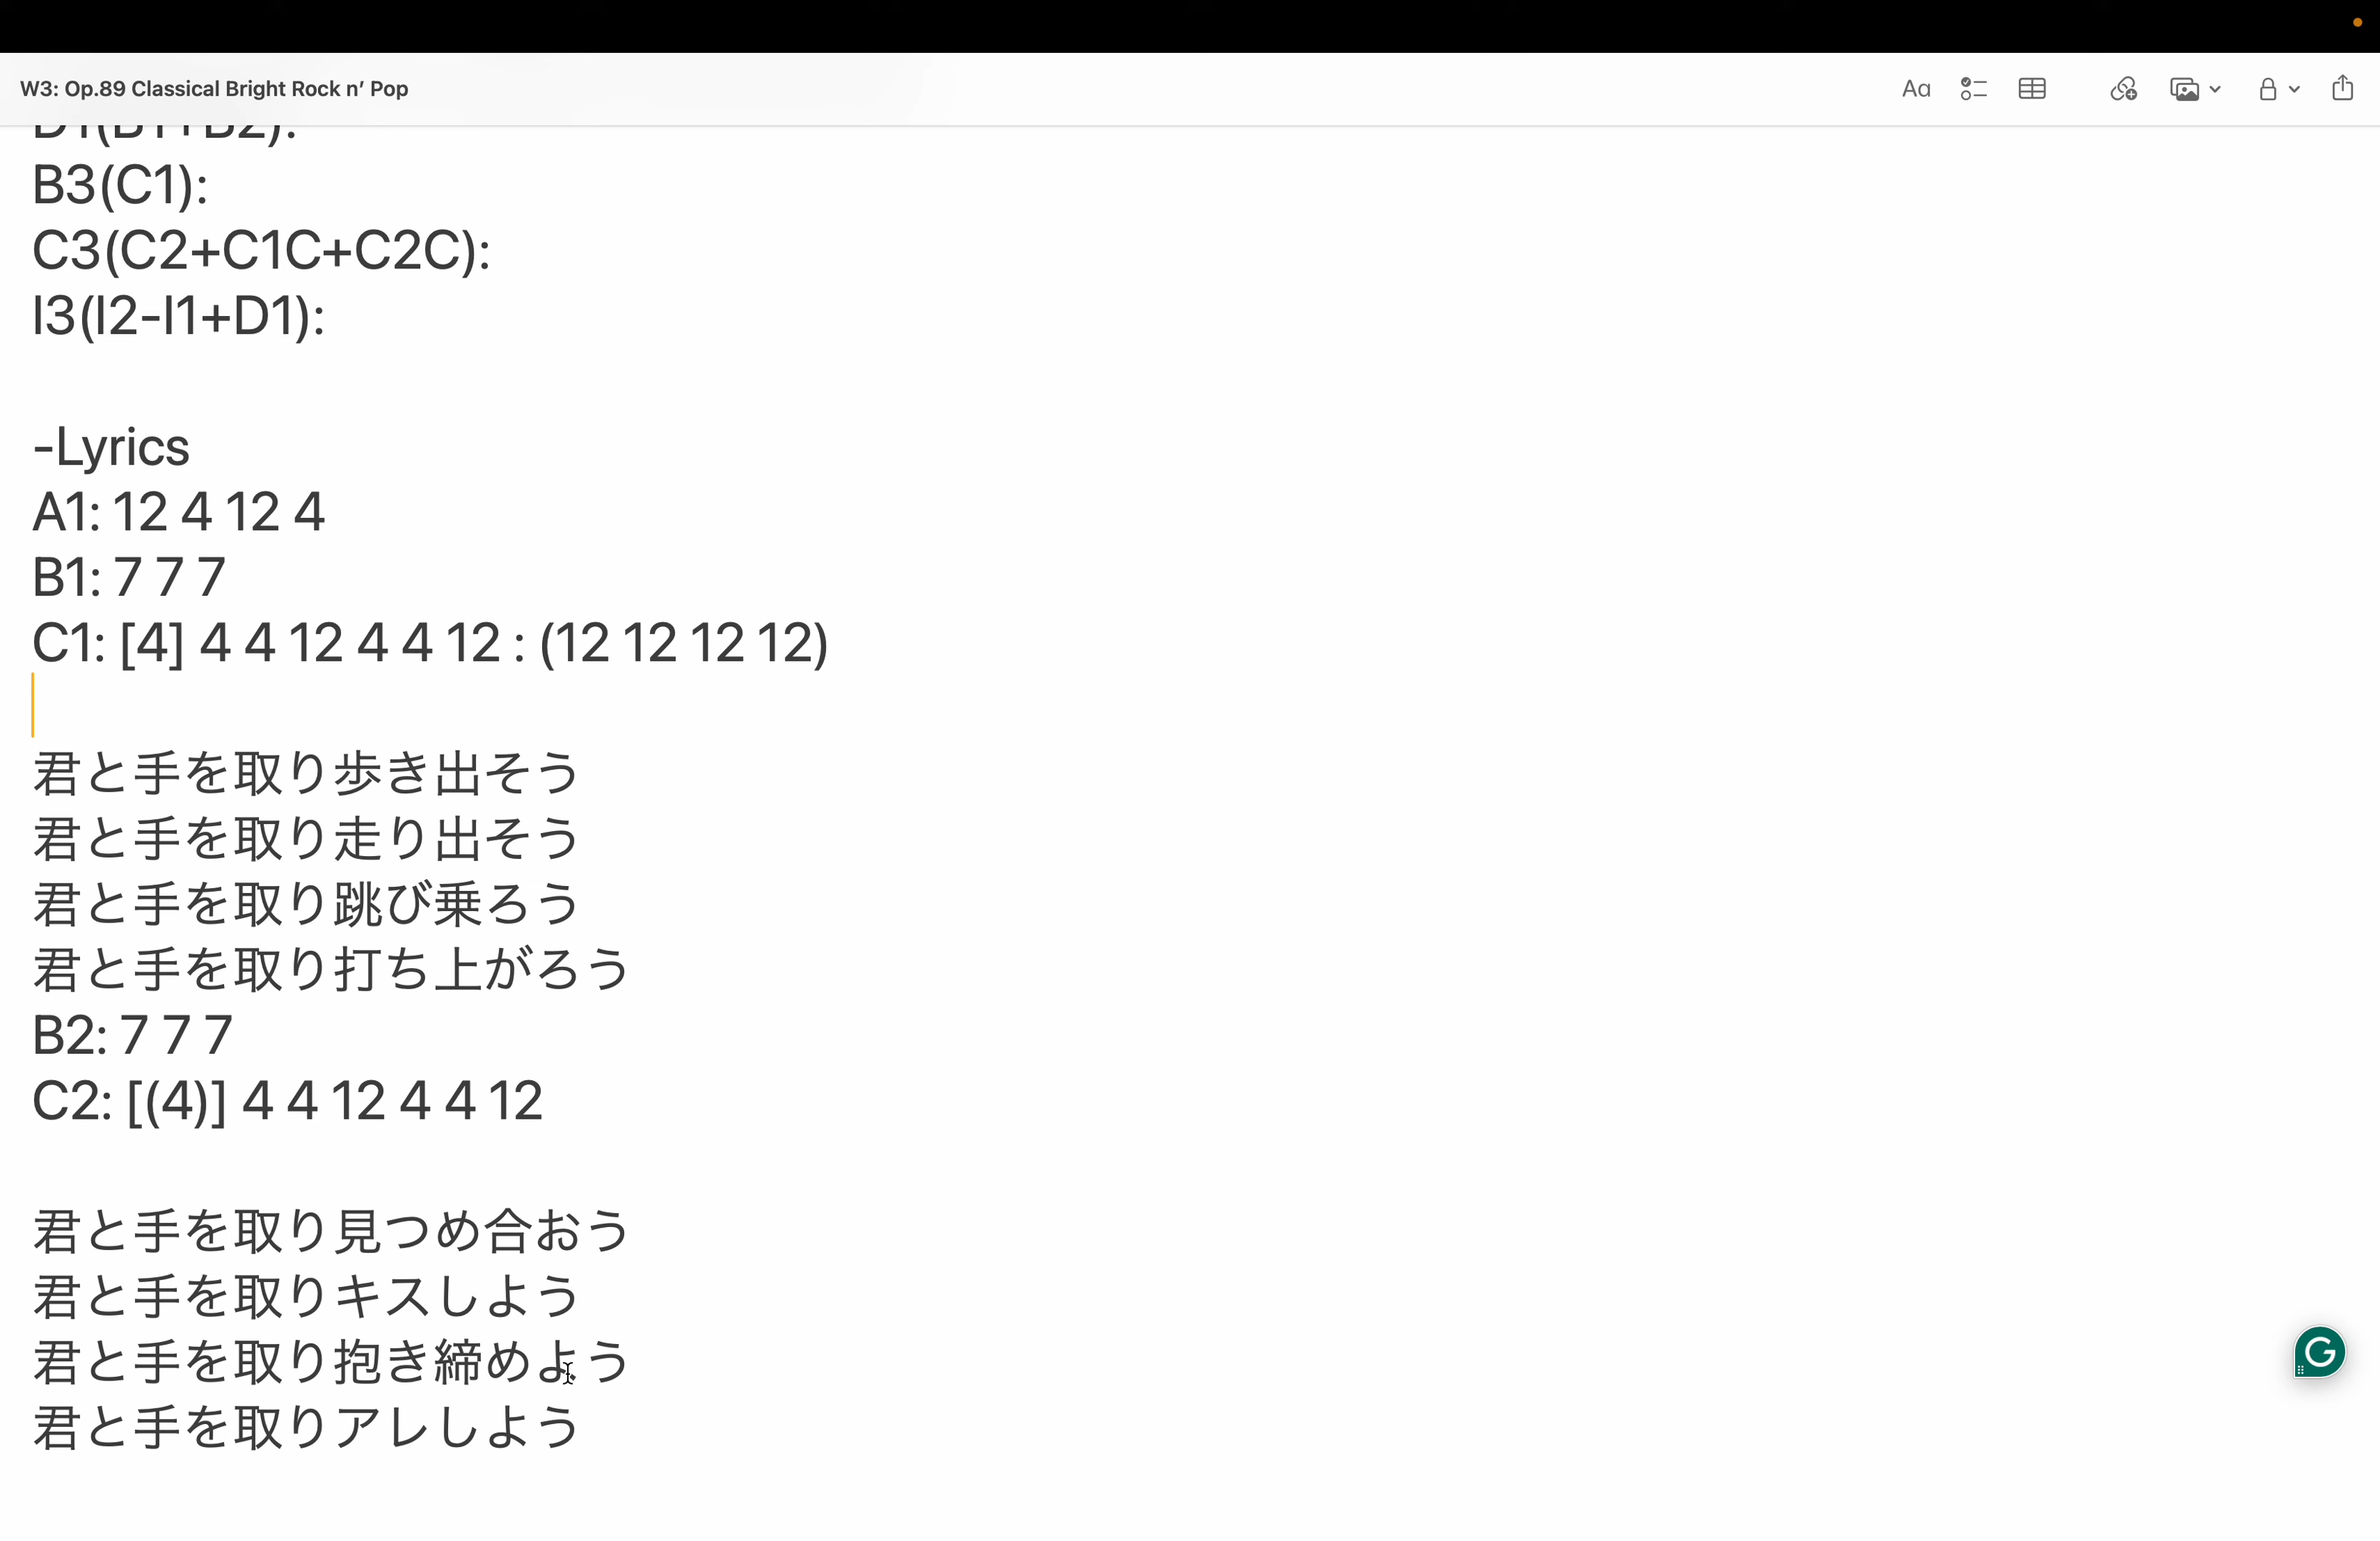 W3: Op.89 Classical Bright Rock n’ Pop
Aa
D1(B1+B2):
B3(C1):
C3(C2+C1C+C2C):
I3(I2-I1+D1):
-Lyrics
A1: 12 4 12 4
B1: 7 7 7
C1: [4] 4 4 12 4 4 12 : (12 12 12 12)
君と手を取り歩き出そう
君と手を取り走り出そう
君と手を取り跳び乗ろう
君と手を取り打ち上がろう
B2: 7 7 7
C2: [(4)] 4 4 12 4 4 12
君と手を取り見つめ合おう
君と手を取りキスしよう
君と手を取り抱き締めよう
君と手を取りアレしよう